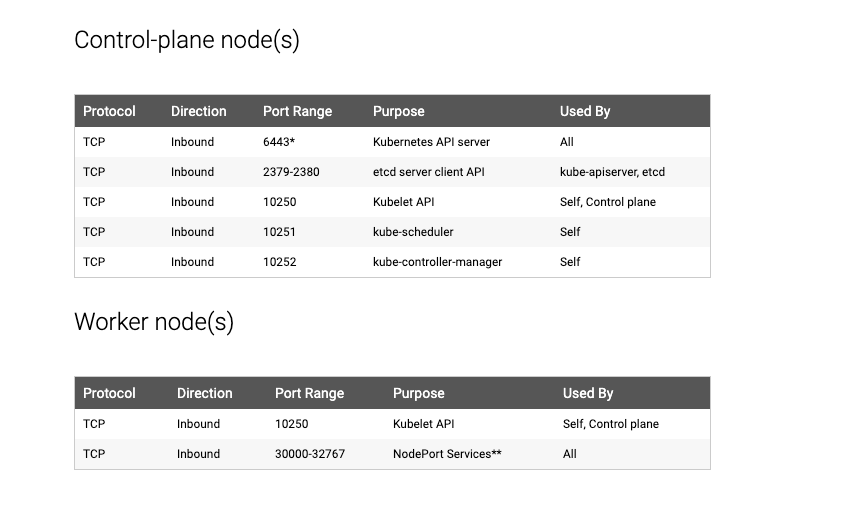 Control-plane node(s)
Protocol Direction Port Range Purpose Used By
TCP Inbound 6443* Kubernetes API server All
TCP Inbound 2379-2380 etcd server client API kube-apiserver, etcd
TCP Inbound 10250 Kubelet API Self, Control plane
TCP Inbound 10251 kube-scheduler Self
TCP Inbound 10252 kube-controller-manager Self
Worker node(s)
Protocol Direction Port Range Purpose Used By
TCP Inbound 10250 Kubelet API Self, Control plane
TCP Inbound 30000-32767 NodePort Services** All